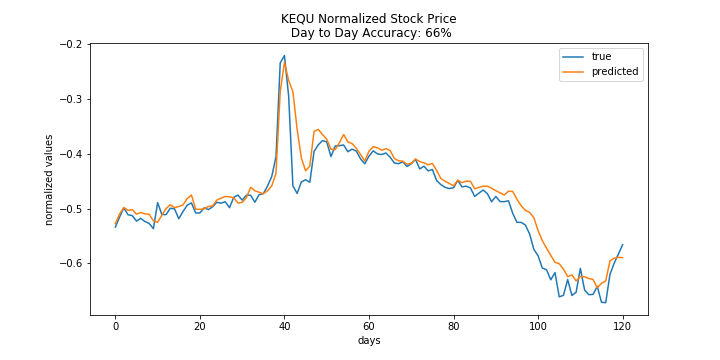 KEQU Normalized Stock Price
Day to Day Accuracy: 66%
true
predicted
normalized values
−0.2
−0.3
−0.4
−0.5
−0.6
0
20
40
60
80
100
120
days